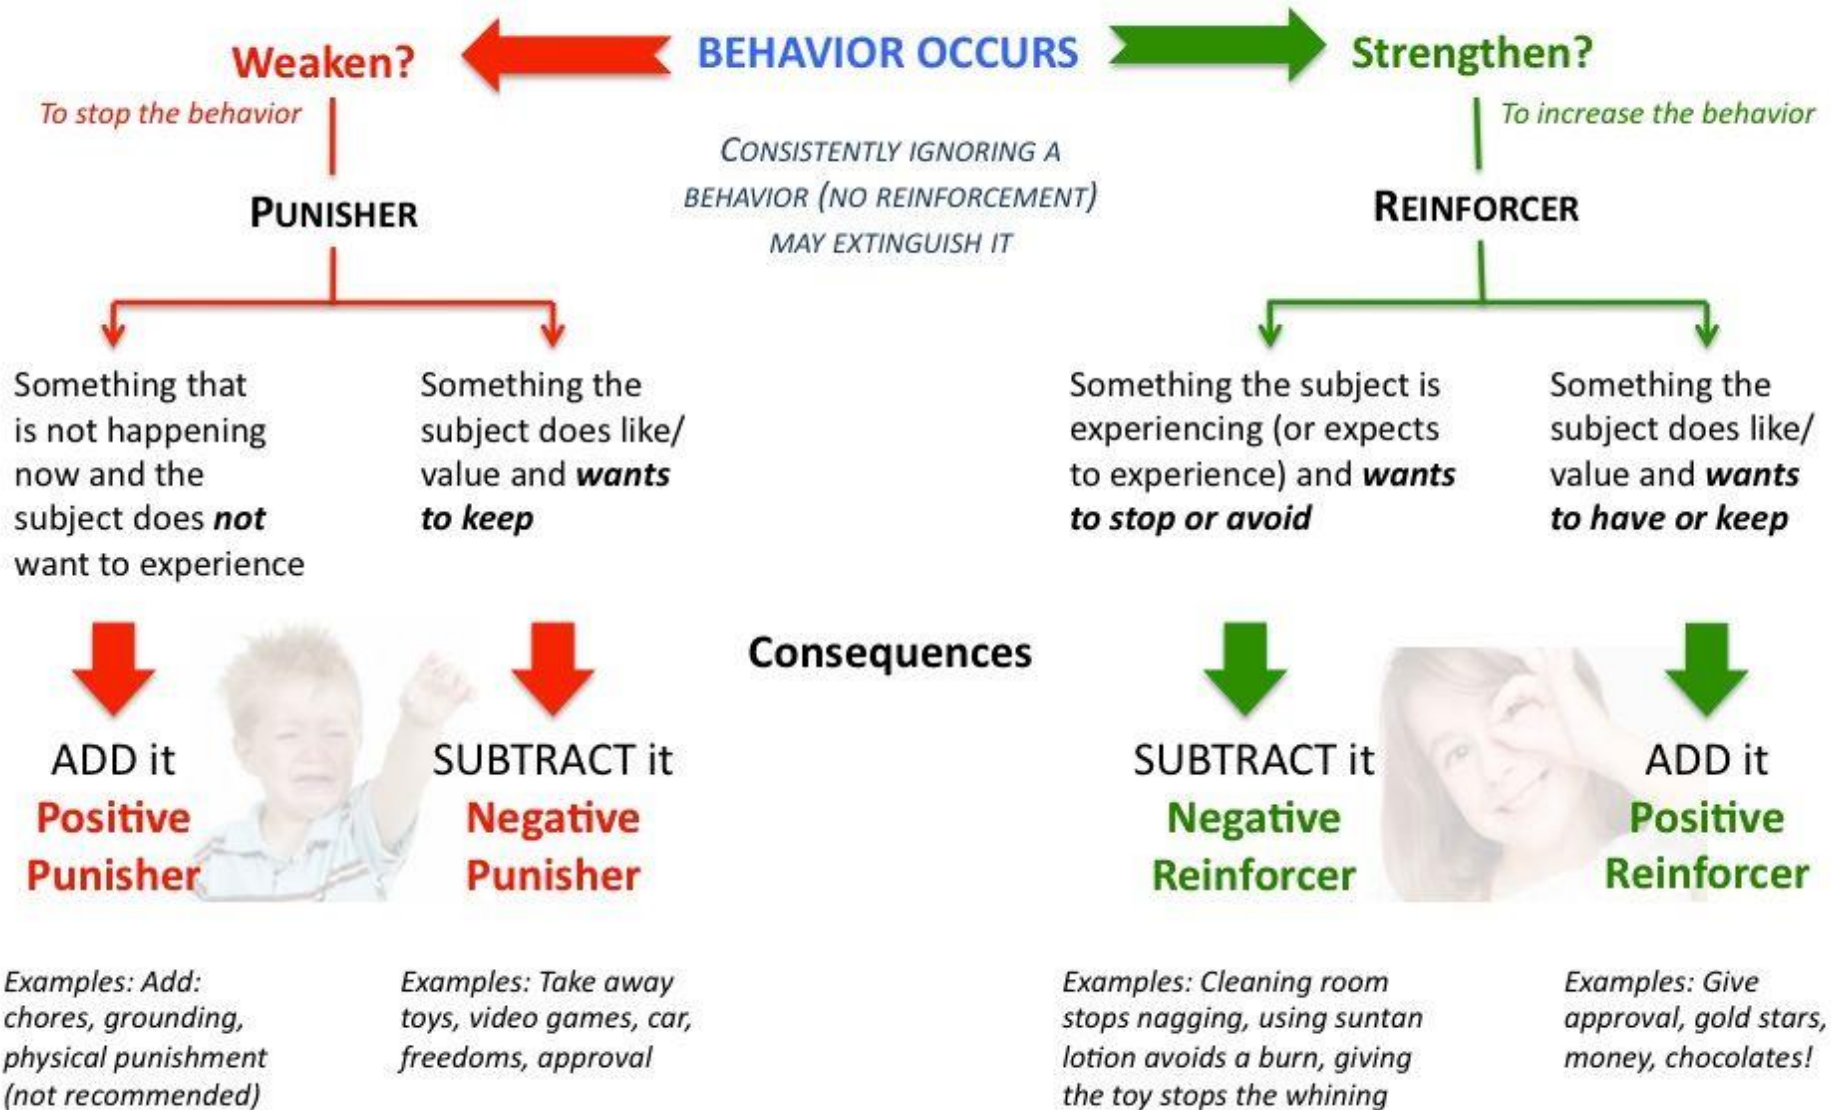 Weaken?
BEHAVIOR OCCURS
Strengthen?
To stop the behavior
To increase the behavior
CONSISTENTLY IGNORING A
BEHAVIOR (NO REINFORCEMENT)
MAY EXTINGUISH IT
PUNISHER
REINFORCER
Something that
is not happening
now and the
subject does not
want to experience
Something the
subject does like/
value and wants
to keep
Something the subject is
experiencing (or expects
to experience) and wants
to stop or avoid
Something the
subject does like/
value and wants
to have or keep
Consequences
ADD it
Positive
Punisher
SUBTRACT it
Negative
Punisher
SUBTRACT it
Negative
Reinforcer
ADD it
Positive
Reinforcer
Examples: Add:
chores, grounding,
physical punishment
(not recommended)
Examples: Take away
toys, video games, car,
freedoms, approval
Examples: Cleaning room
stops nagging, using suntan
lotion avoids a burn, giving
the toy stops the whining
Examples: Give
approval, gold stars,
money, chocolates!